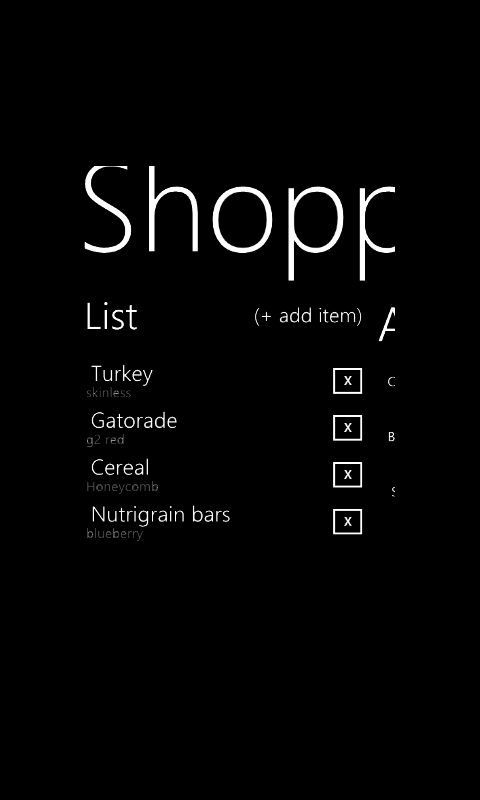 Shopp
List (+ add item) A
Turkey X
skinless C
Gatorade X
g2 red B
Cereal X
Honeycomb S
Nutrigrain bars X
blueberry